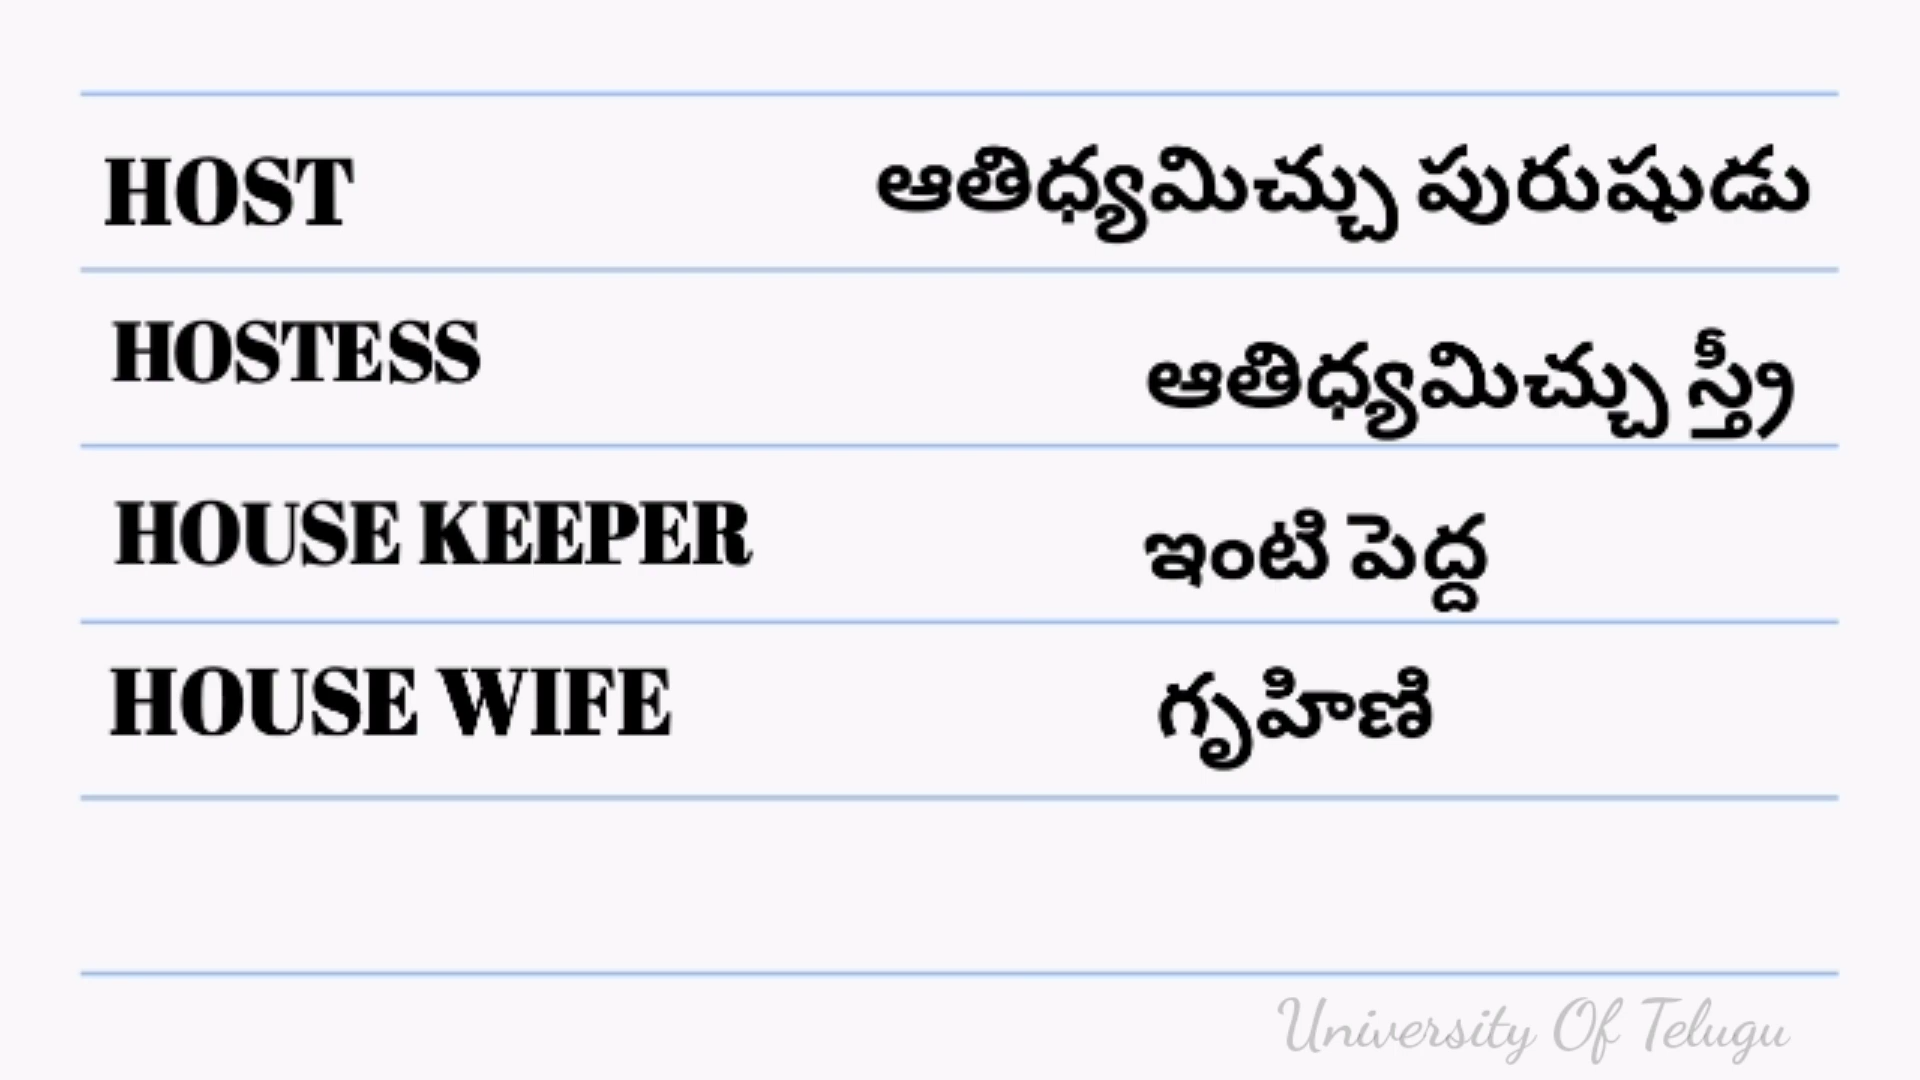 HOST ఆతిధ్యమిచ్చు పురుషుడు
HOSTESS ఆతిధ్యమిచ్చు స్త్రీ
HOUSE KEEPER ఇంటి పెద్ద
HOUSE WIFE గృహిణి
University Of Telugu